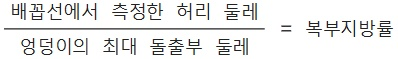 배꼽선에서 측정한 허리 둘레
엉덩이의 최대 돌출부 둘레
= 복부지방률